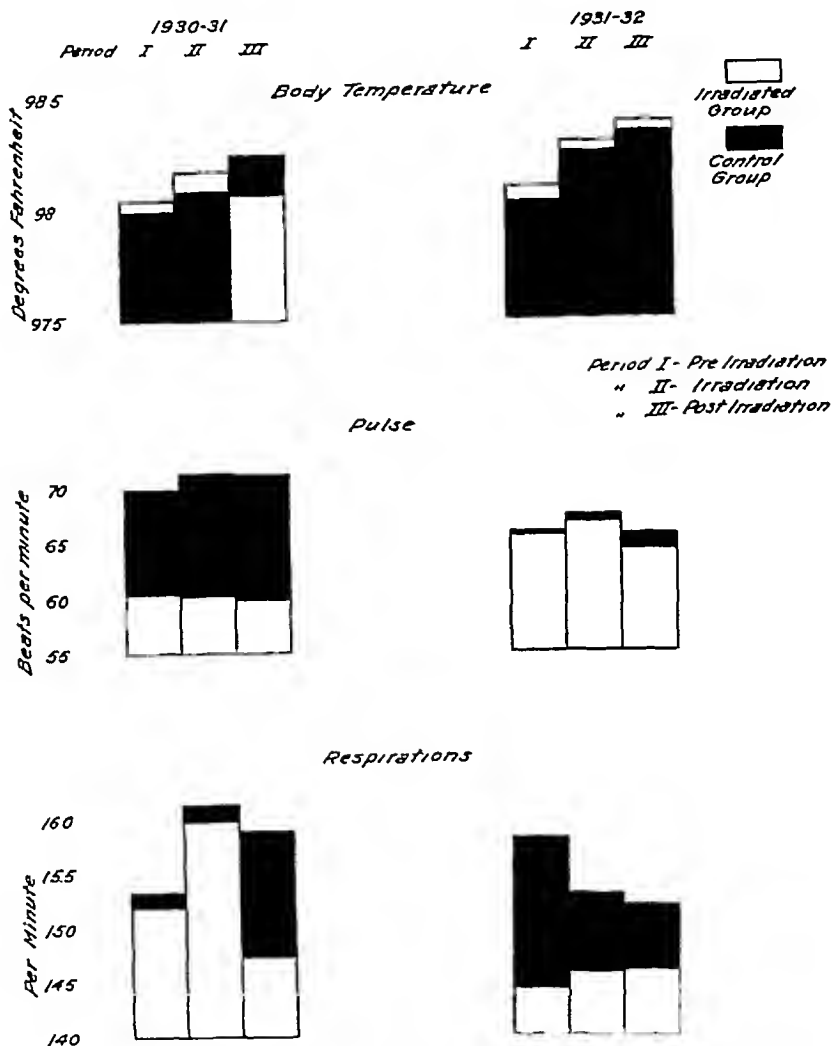 1930-31
1931-32
Period I II III
I II III
Body Temperature
Irradiated
Group
Control
Group
Degrees Fahrenheit
98 5
98
97 5
Period I - Pre Irradiation
" II - Irradiation
" III - Post Irradiation
Pulse
Beats per minute
70
65
60
55
Respirations
Per Minute
16.0
15.5
15.0
14.5
14.0